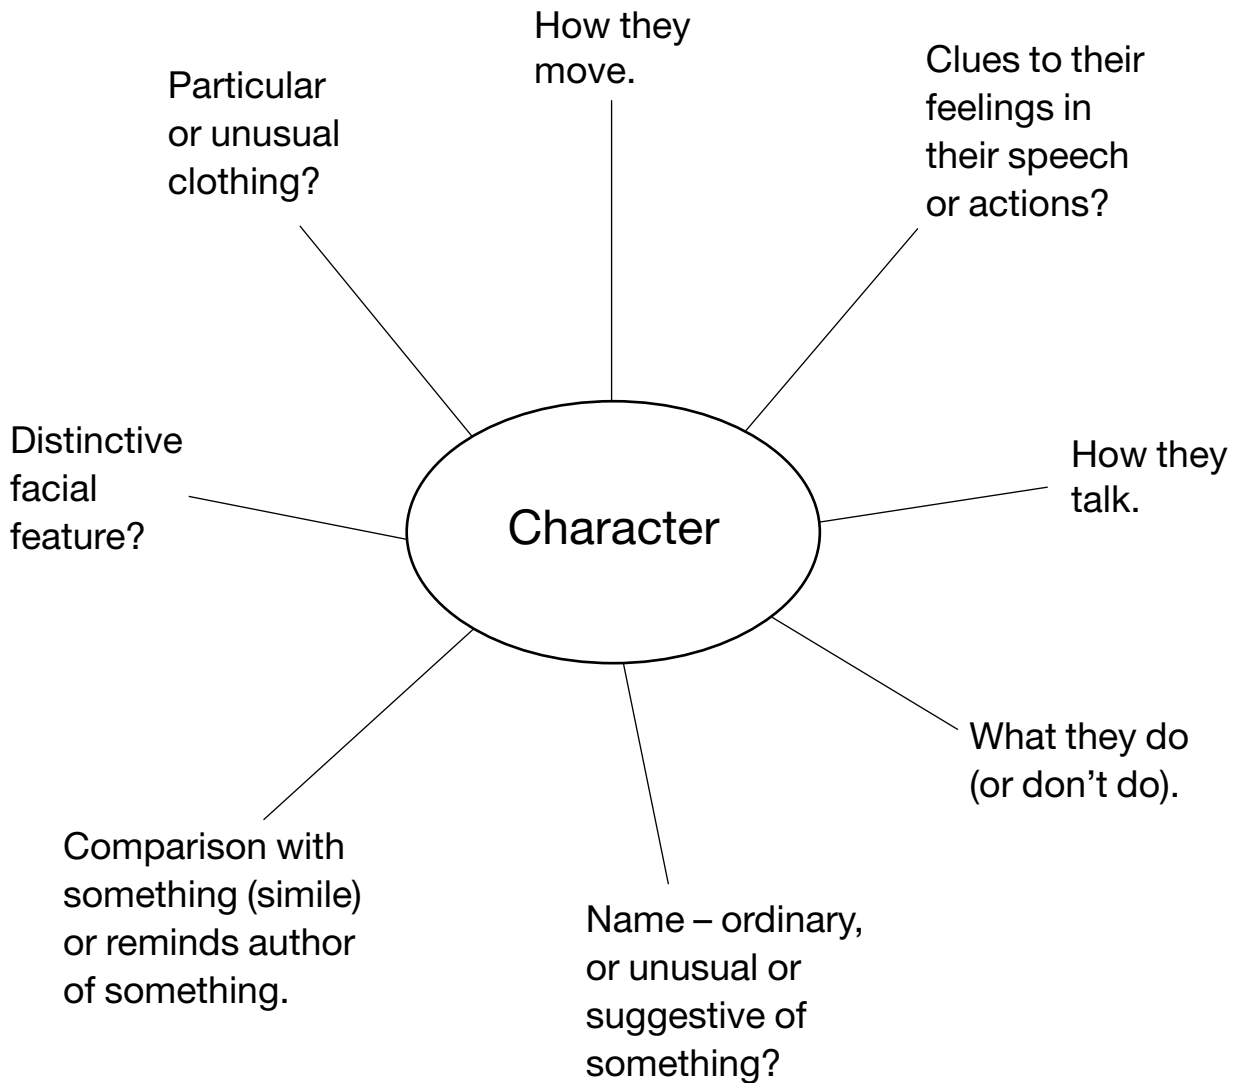 How they
move.
Particular
or unusual
clothing?
Clues to their
feelings in
their speech
or actions?
Distinctive
facial
feature?
Character
How they
talk.
What they do
(or don’t do).
Comparison with
something (simile)
or reminds author
of something.
Name – ordinary,
or unusual or
suggestive of
something?